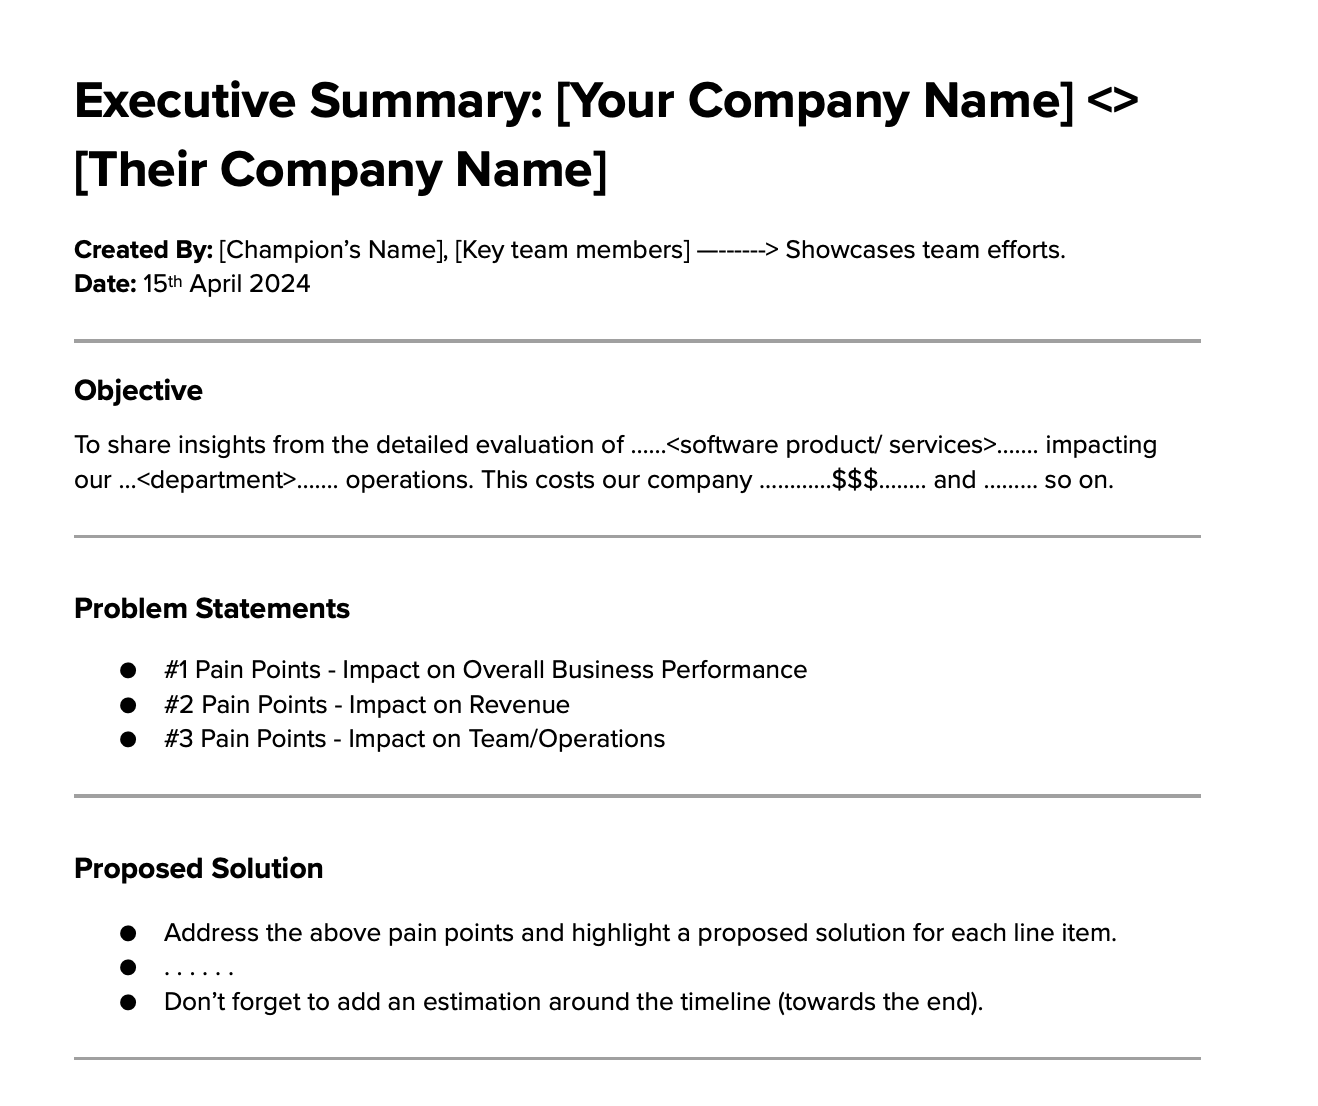 Executive Summary: [Your Company Name] <>
[Their Company Name]
Created By: [Champion’s Name], [Key team members] —------> Showcases team efforts.
Date: 15th April 2024
Objective
To share insights from the detailed evaluation of ......<software product/ services>....... impacting
our ...<department>....... operations. This costs our company ............$$$........ and ......... so on.
Problem Statements
● #1 Pain Points - Impact on Overall Business Performance
● #2 Pain Points - Impact on Revenue
● #3 Pain Points - Impact on Team/Operations
Proposed Solution
● Address the above pain points and highlight a proposed solution for each line item.
● . . . . . .
● Don’t forget to add an estimation around the timeline (towards the end).